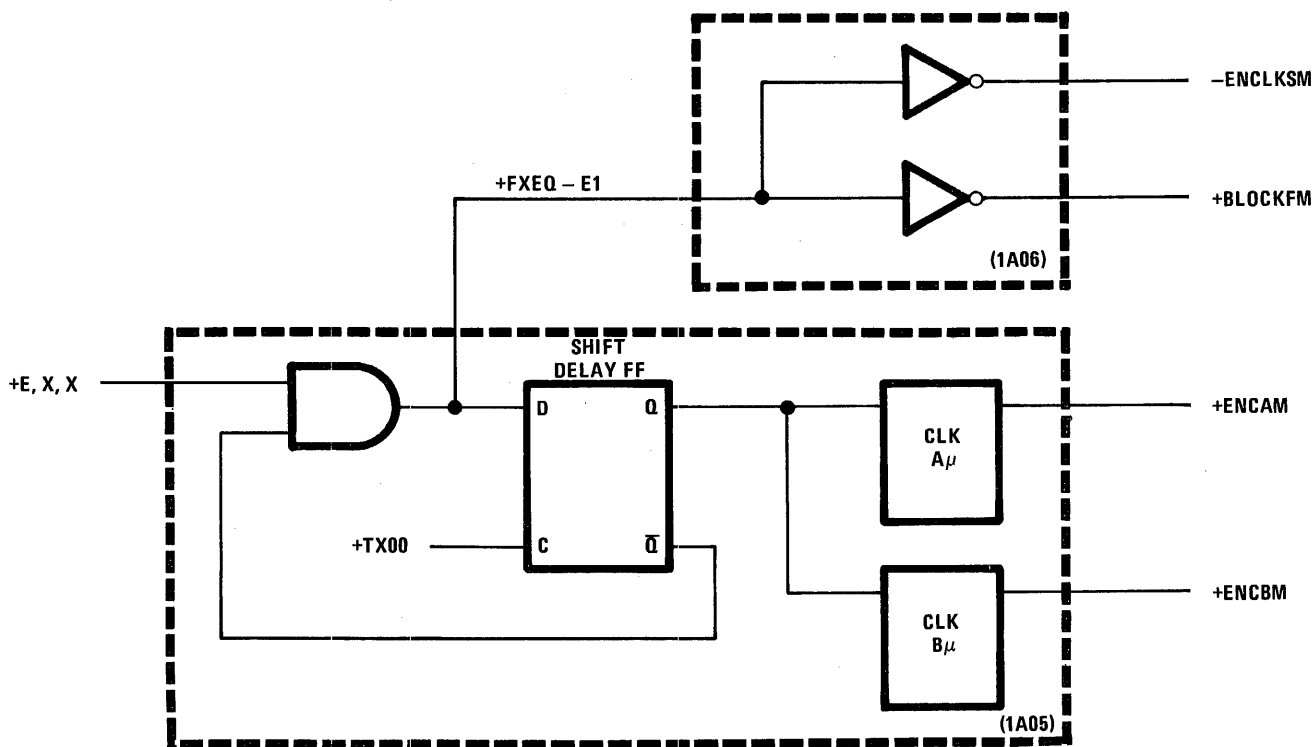 −ENCLKSM
+FXEQ − E1
+BLOCKFM
(1A06)
SHIFT
DELAY FF
+E, X, X
D
Q
+ENCAM
CLK
Aμ
+TX00
C
Q̅
+ENCBM
CLK
Bμ
(1A05)